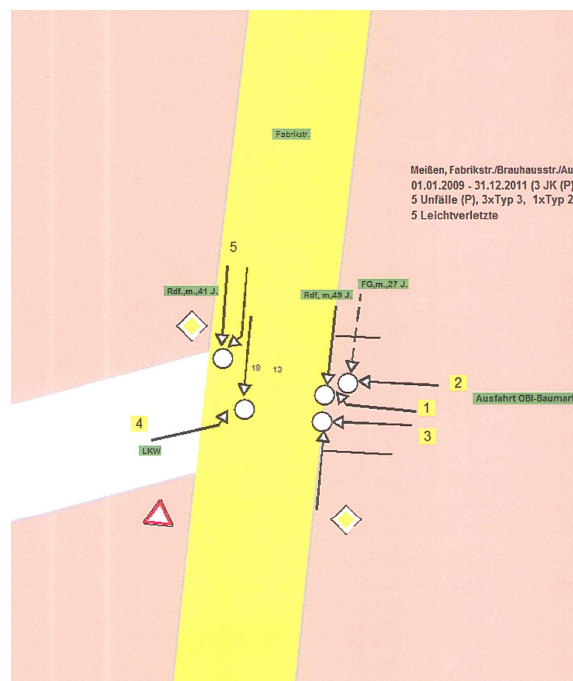 Fabrikstr.
Meißen, Fabrikstr./Brauhausstr./Au
01.01.2009 - 31.12.2011 (3 JK (P)
5 Unfälle (P), 3xTyp 3, 1xTyp 2
5 Leichtverletzte
5
Rdf.,m.,41 J.
Rdf, m,49 J.
FG,m.,27 J.
18 13
2
1
Ausfahrt OBI-Baumar
4
3
LKW